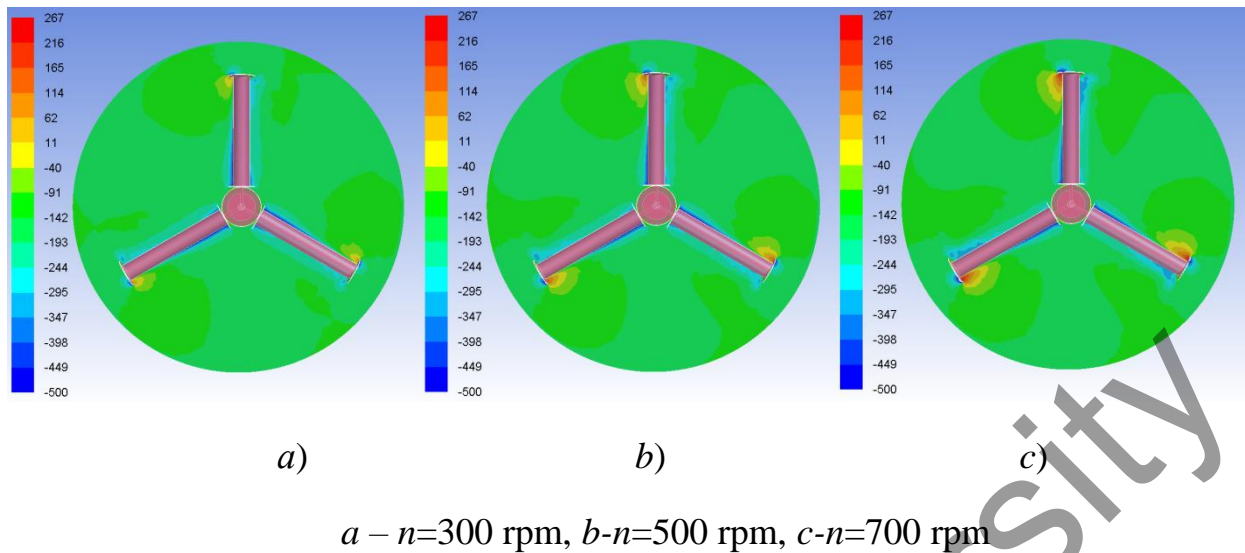 267 267 267
216 216 216
165 165 165
114 114 114
62 62 62
11 11 11
-40 -40 -40
-91 -91 -91
-142 -142 -142
-193 -193 -193
-244 -244 -244
-295 -295 -295
-347 -347 -347
-398 -398 -398
-449 -449 -449
-500 -500 -500
a) b) c)
a – n=300 rpm, b-n=500 rpm, c-n=700 rpm
sity